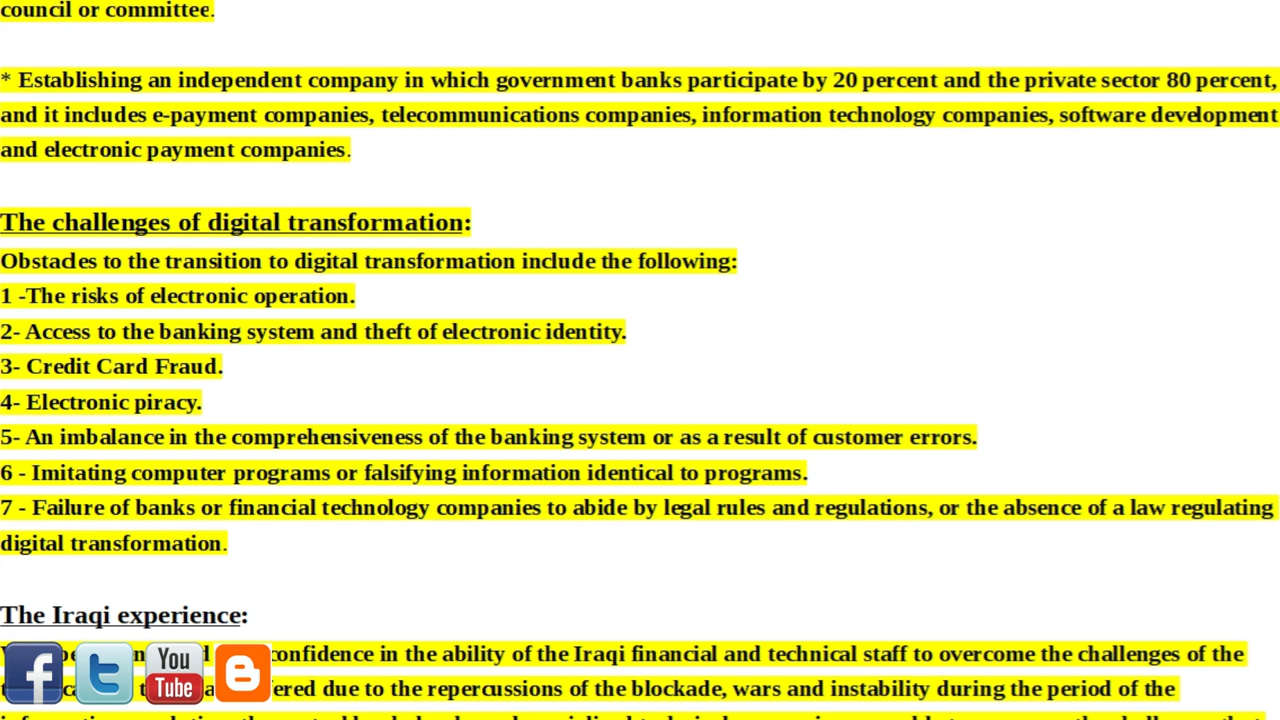 council or committee.
* Establishing an independent company in which government banks participate by 20 percent and the private sector 80 percent,
and it includes e-payment companies, telecommunications companies, information technology companies, software development
and electronic payment companies.
The challenges of digital transformation:
Obstacles to the transition to digital transformation include the following:
1 -The risks of electronic operation.
2- Access to the banking system and theft of electronic identity.
3- Credit Card Fraud.
4- Electronic piracy.
5- An imbalance in the comprehensiveness of the banking system or as a result of customer errors.
6 - Imitating computer programs or falsifying information identical to programs.
7 - Failure of banks or financial technology companies to abide by legal rules and regulations, or the absence of a law regulating
digital transformation.
The Iraqi experience:
confidence in the ability of the Iraqi financial and technical staff to overcome the challenges of the
due to the repercussions of the blockade, wars and instability during the period of the
You
Tube